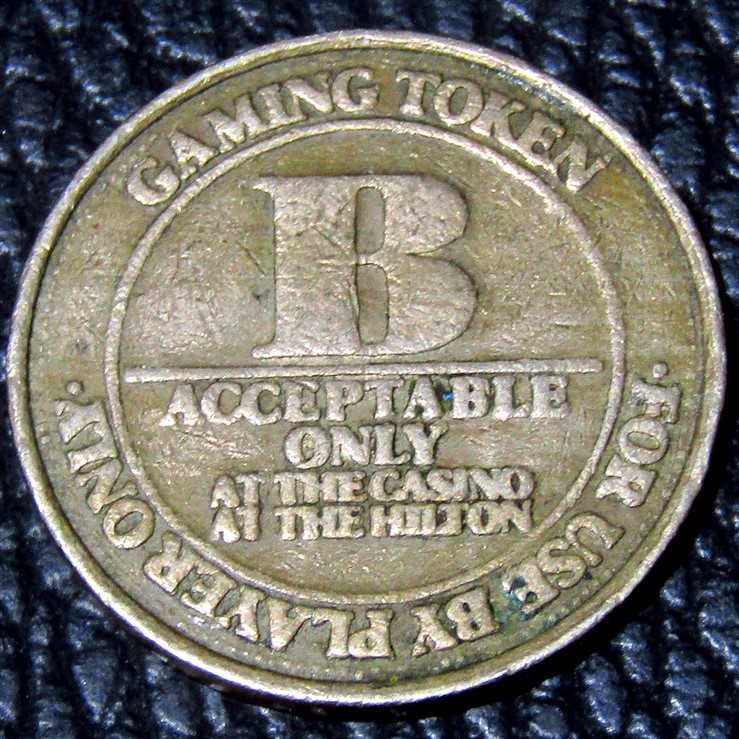 GAMING TOKEN
B
ACCEPTABLE
ONLY
AT THE CASINO
AT THE HILTON
· FOR USE BY PLAYER ONLY ·